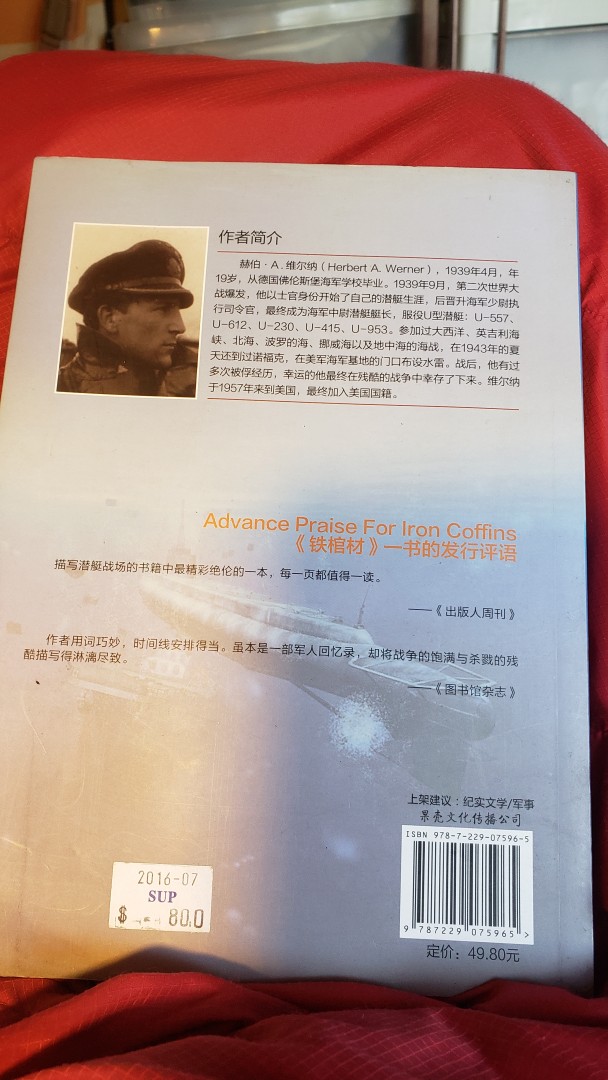 作者简介
赫伯·A.维尔纳（Herbert A. Werner），1939年4月，年
19岁，从德国佛伦斯堡海军学校毕业。1939年9月，第二次世界大
战爆发，他以士官身份开始了自己的潜艇生涯，后晋升海军少尉执
行司令官，最终成为海军中尉潜艇艇长，服役U型潜艇：U-557、
U-612、U-230、U-415、U-953。参加过大西洋、英吉利海
峡、北海、波罗的海、挪威海以及地中海的海战，在1943年的夏
天还到过诺福克，在美军海军基地的门口布设水雷。战后，他有过
多次被俘经历，幸运的他最终在残酷的战争中幸存了下来。维尔纳
于1957年来到美国，最终加入美国国籍。
Advance Praise For Iron Coffins
《铁棺材》一书的发行评语
描写潜艇战场的书籍中最精彩绝伦的一本，每一页都值得一读。
——《出版人周刊》
作者用词巧妙，时间线安排得当。虽本是一部军人回忆录，却将战争的饱满与杀戮的残
酷描写得淋漓尽致。
——《图书馆杂志》
上架建议：纪实文学/军事
果壳文化传播公司
ISBN 978-7-229-07596-5
9 787229 075965 >
定价：49.80元
2016-07
SUP
$ 80.0